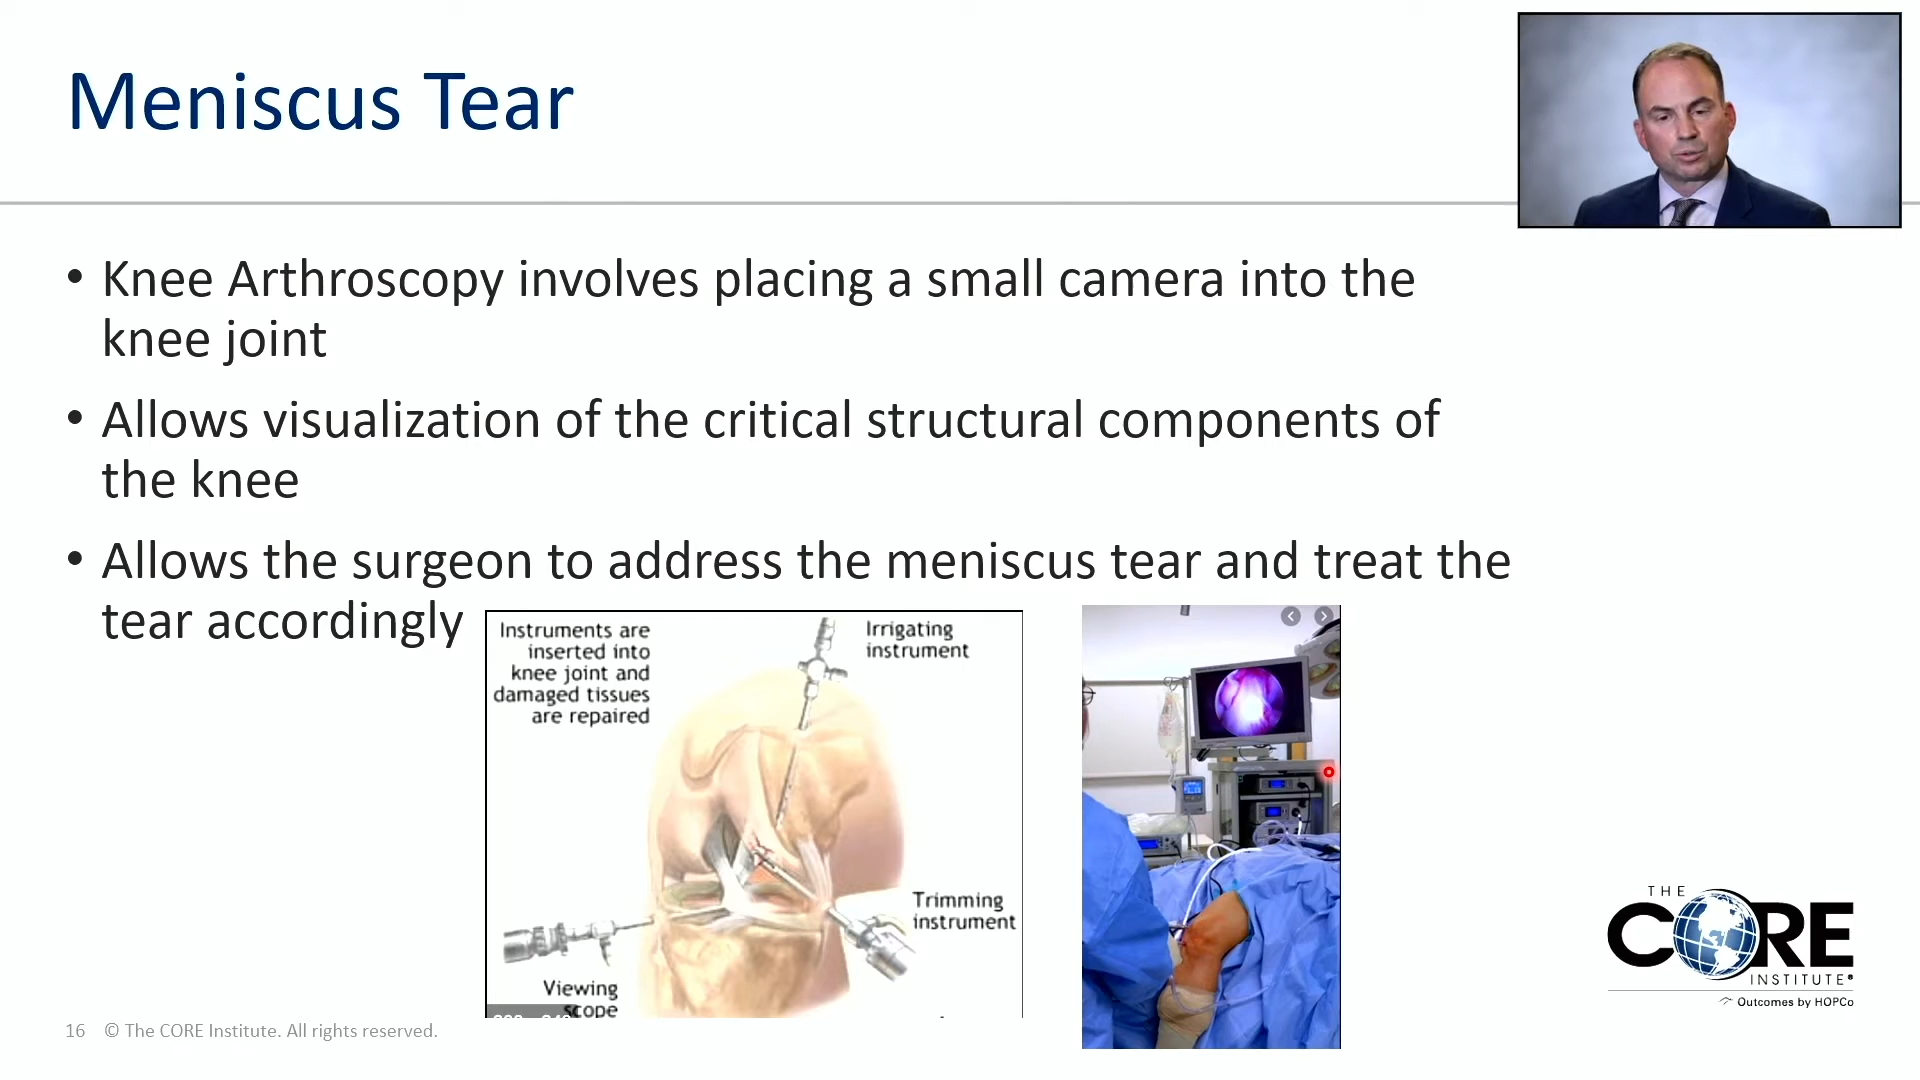 Meniscus Tear
• Knee Arthroscopy involves placing a small camera into the
knee joint
• Allows visualization of the critical structural components of
the knee
• Allows the surgeon to address the meniscus tear and treat the
tear accordingly
Instruments are
inserted into
knee joint and
damaged tissues
are repaired
Irrigating
instrument
Trimming
instrument
Viewing
scope
THE
CORE
INSTITUTE®
Outcomes by HOPCo
16 © The CORE Institute. All rights reserved.